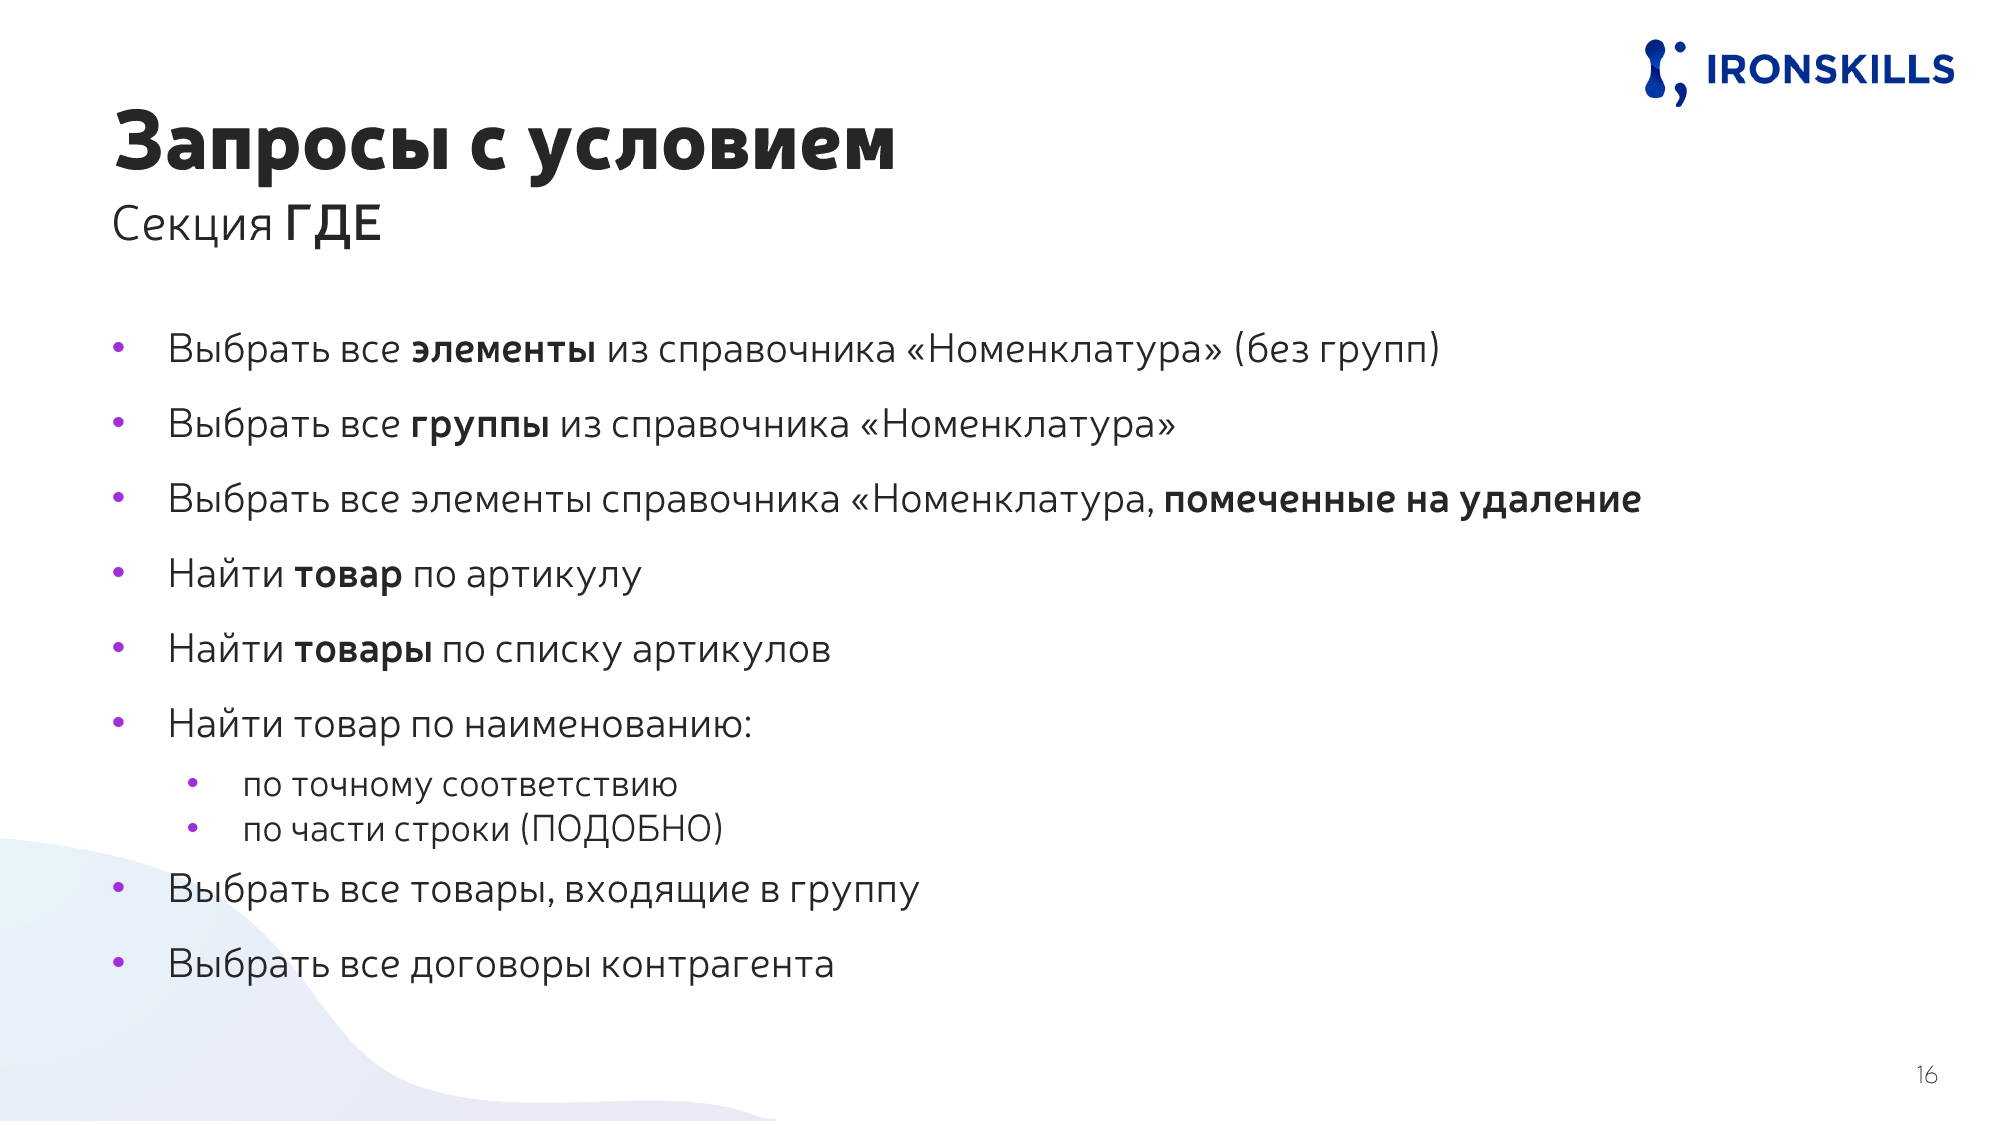 IRONSKILLS
Запросы с условием
Секция ГДЕ
• Выбрать все элементы из справочника «Номенклатура» (без групп)
• Выбрать все группы из справочника «Номенклатура»
• Выбрать все элементы справочника «Номенклатура, помеченные на удаление
• Найти товар по артикулу
• Найти товары по списку артикулов
• Найти товар по наименованию:
• по точному соответствию
• по части строки (ПОДОБНО)
• Выбрать все товары, входящие в группу
• Выбрать все договоры контрагента
16